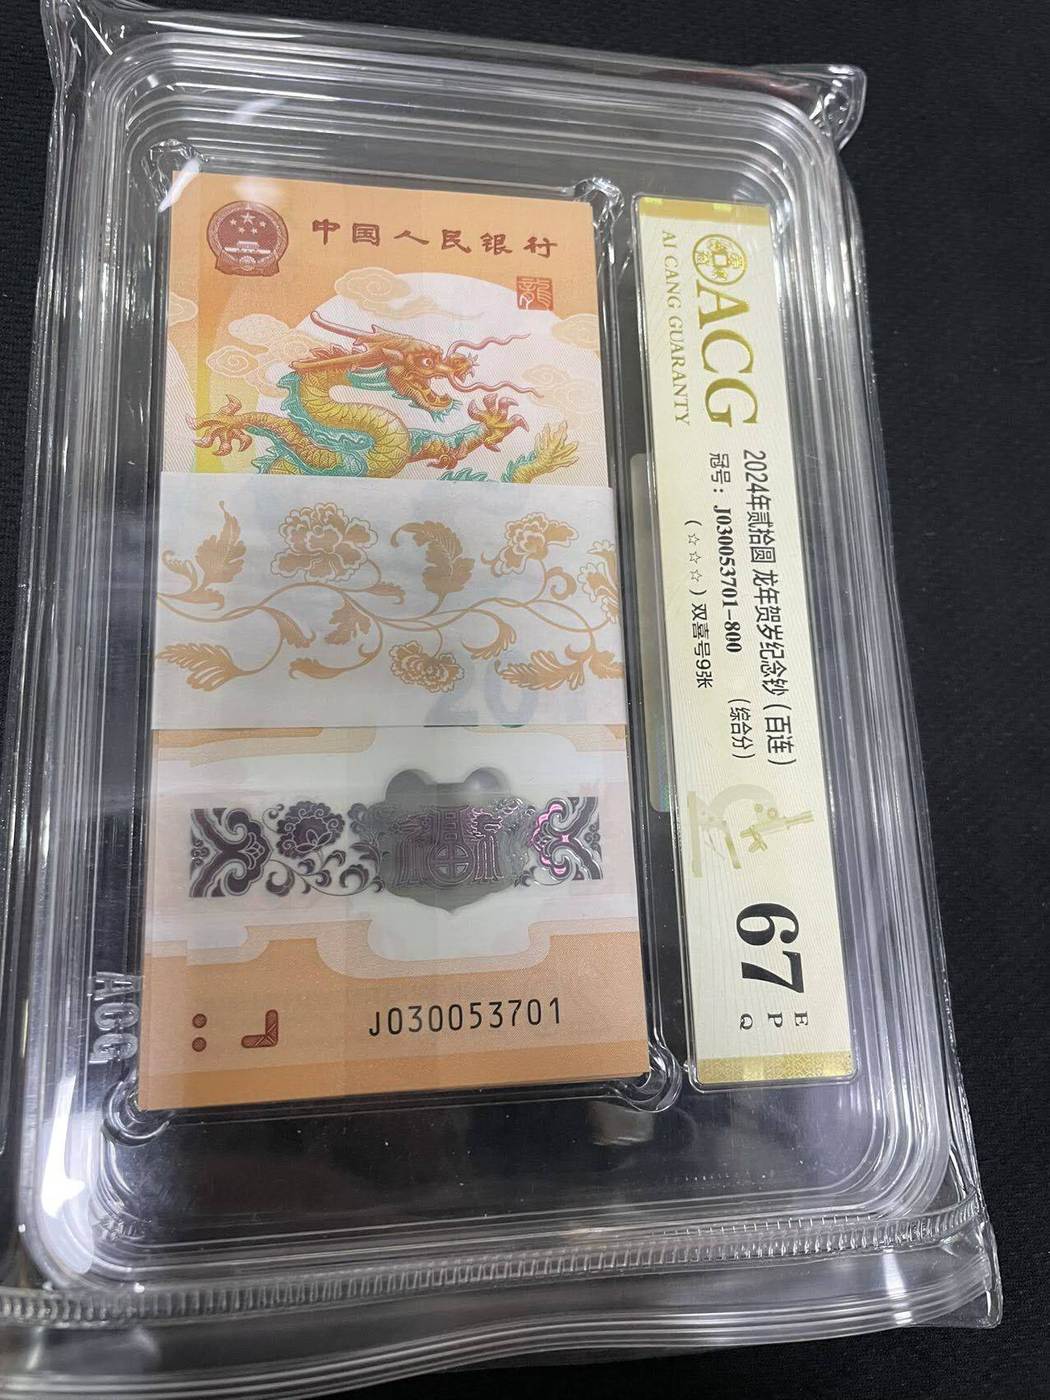 中国人民银行
龍
J030053701
ACG
ACG
AI CANG GUARANTY
2024年贰拾圆 龙年贺岁纪念钞（百连）
冠号：J030053701-800 （综合分）
（☆☆☆）双喜号9张
67
E
P
Q